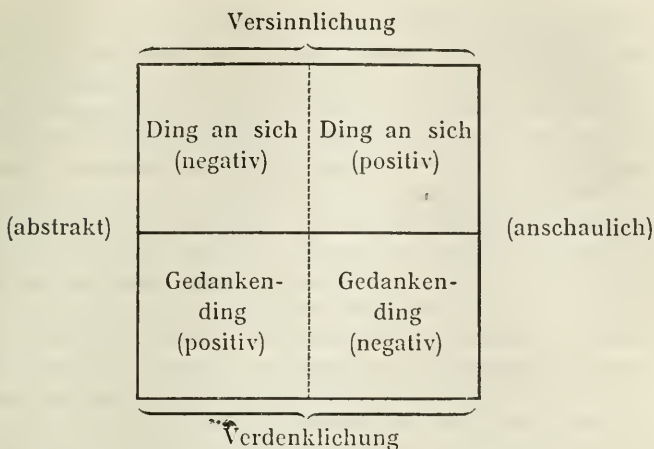 Versinnlichung
Ding an sich
(negativ)
Ding an sich
(positiv)
(abstrakt)
(anschaulich)
Gedanken-
ding
(positiv)
Gedanken-
ding
(negativ)
Verdenklichung